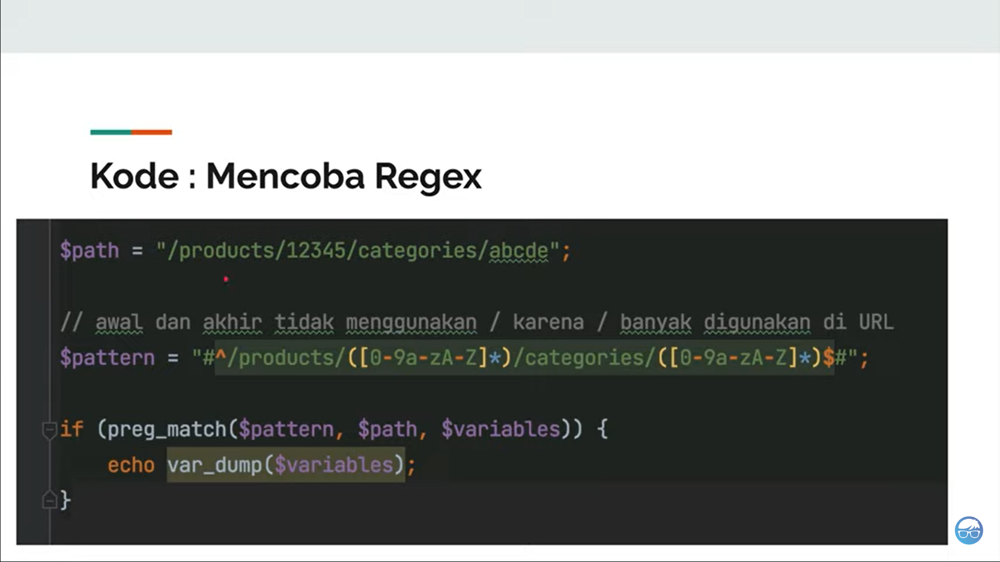 Kode : Mencoba Regex
$path = "/products/12345/categories/abcde";
// awal dan akhir tidak menggunakan / karena / banyak digunakan di URL
$pattern = "#^/products/([0-9a-zA-Z]*)/categories/([0-9a-zA-Z]*)$#";
if (preg_match($pattern, $path, $variables)) {
    echo var_dump($variables);
}